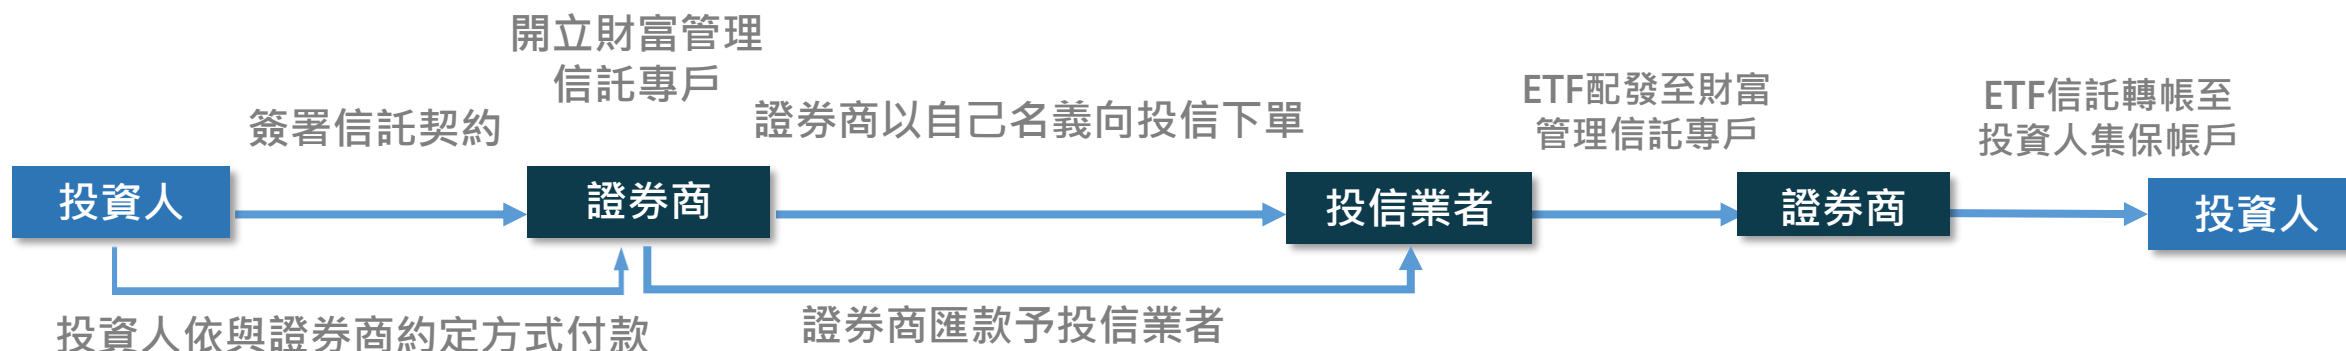 開立財富管理
信託專戶
簽署信託契約
證券商以自己名義向投信下單
ETF配發至財富
管理信託專戶
ETF信託轉帳至
投資人集保帳戶
投資人
證券商
投信業者
證券商
投資人
投資人依與證券商約定方式付款
證券商匯款予投信業者